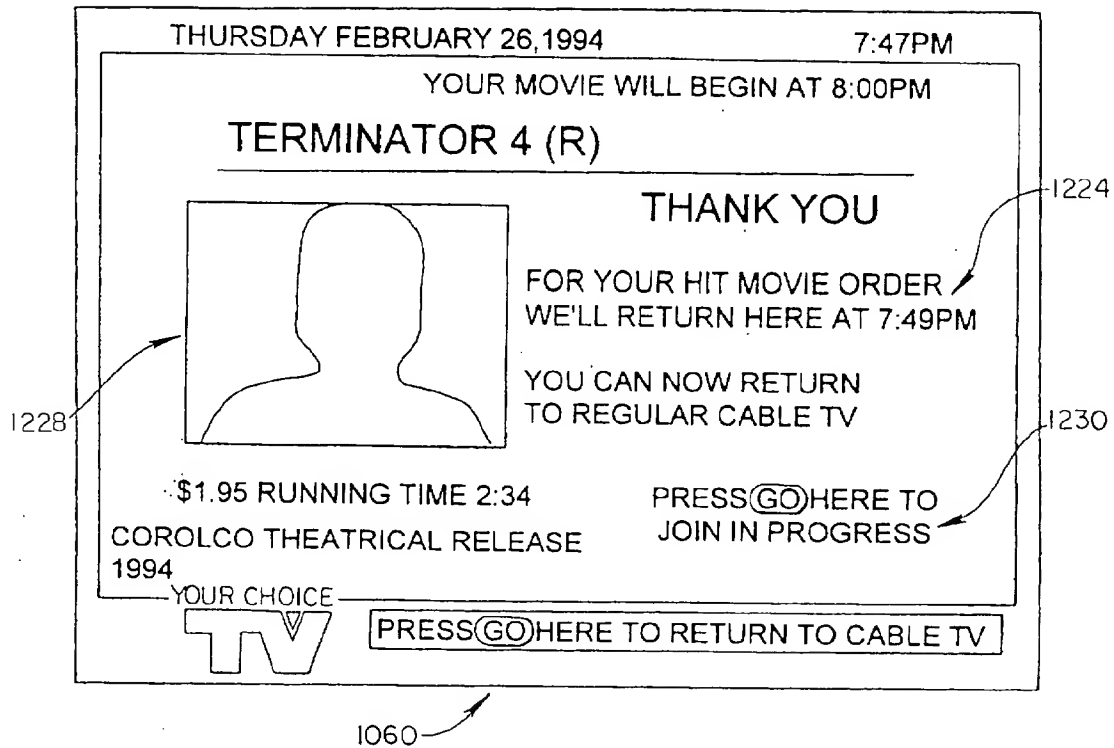 THURSDAY FEBRUARY 26,1994 7:47PM
YOUR MOVIE WILL BEGIN AT 8:00PM
TERMINATOR 4 (R)
THANK YOU
1224
FOR YOUR HIT MOVIE ORDER
WE'LL RETURN HERE AT 7:49PM
YOU CAN NOW RETURN
TO REGULAR CABLE TV
1228
1230
$1.95 RUNNING TIME 2:34
PRESS GO HERE TO
JOIN IN PROGRESS
COROLCO THEATRICAL RELEASE
1994
YOUR CHOICE
TV
PRESS GO HERE TO RETURN TO CABLE TV
1060